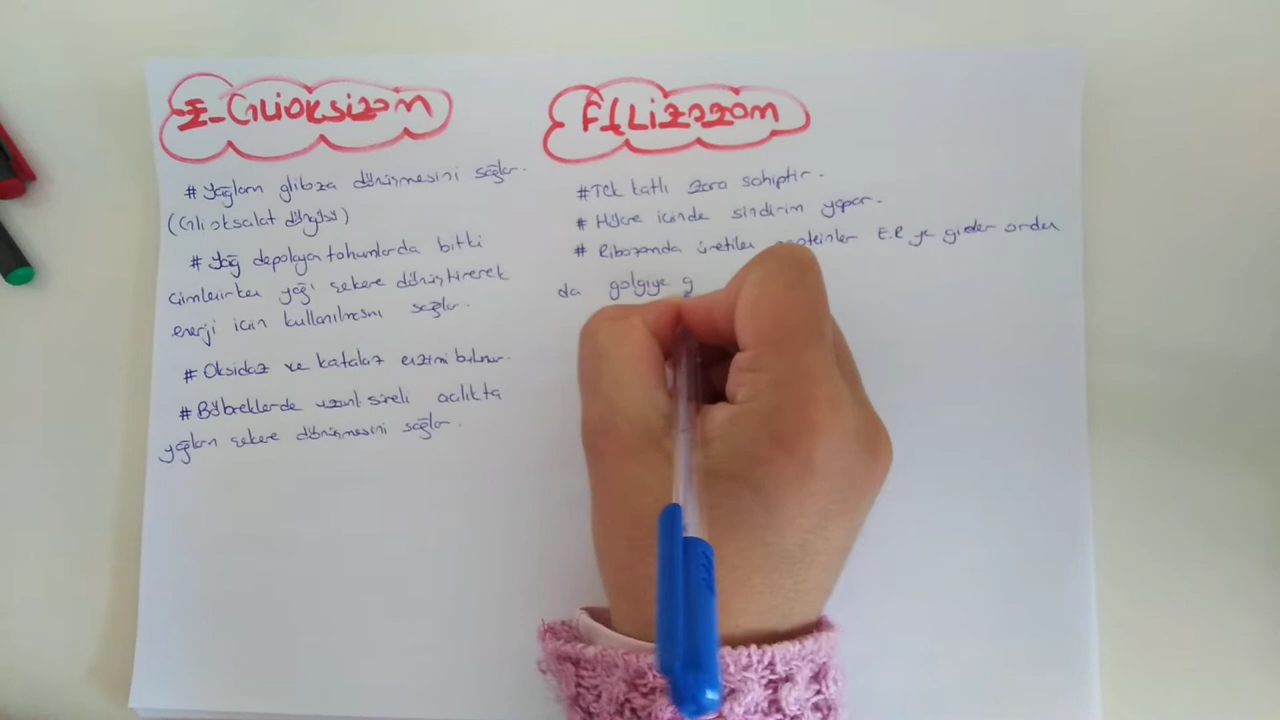 E-Glioksizom
# Yağların glikoza dönüşmesini sağlar.
(Glioksalat döngüsü)
# Yağ depolayan tohumlarda bitki
çimlenirken yağı şekere dönüştürerek
enerji için kullanılmasını sağlar.
# Oksidaz ve katalaz enzimi bulunur.
# Böbreklerde uzun süreli açlıkta
yağların şekere dönüşmesini sağlar.
F-Lizozom
# Tek katlı zara sahiptir.
# Hücre içinde sindirim yapar.
# Ribozomda üretilen proteinler E.R ye gider ordan
da golgiye g